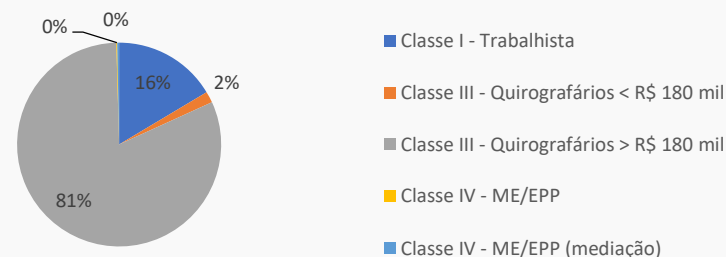 0%
0%
16%
2%
81%
Classe I - Trabalhista
Classe III - Quirografários < R$ 180 mil
Classe III - Quirografários > R$ 180 mil
Classe IV - ME/EPP
Classe IV - ME/EPP (mediação)